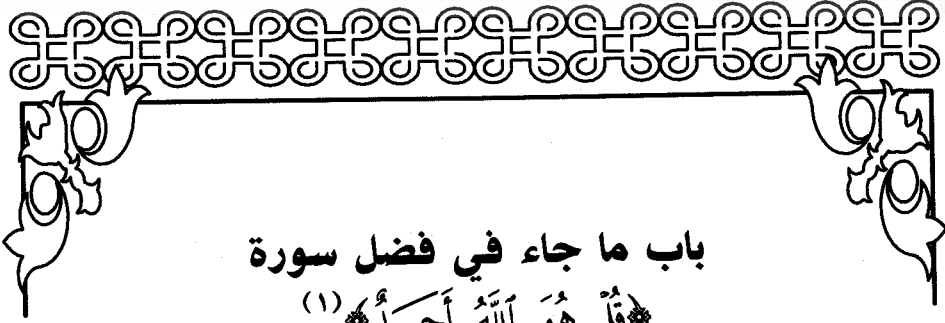 باب ما جاء في فضل سورة
﴿قُلْ هُوَ ٱللَّهُ أَحَدٌ﴾ (١)